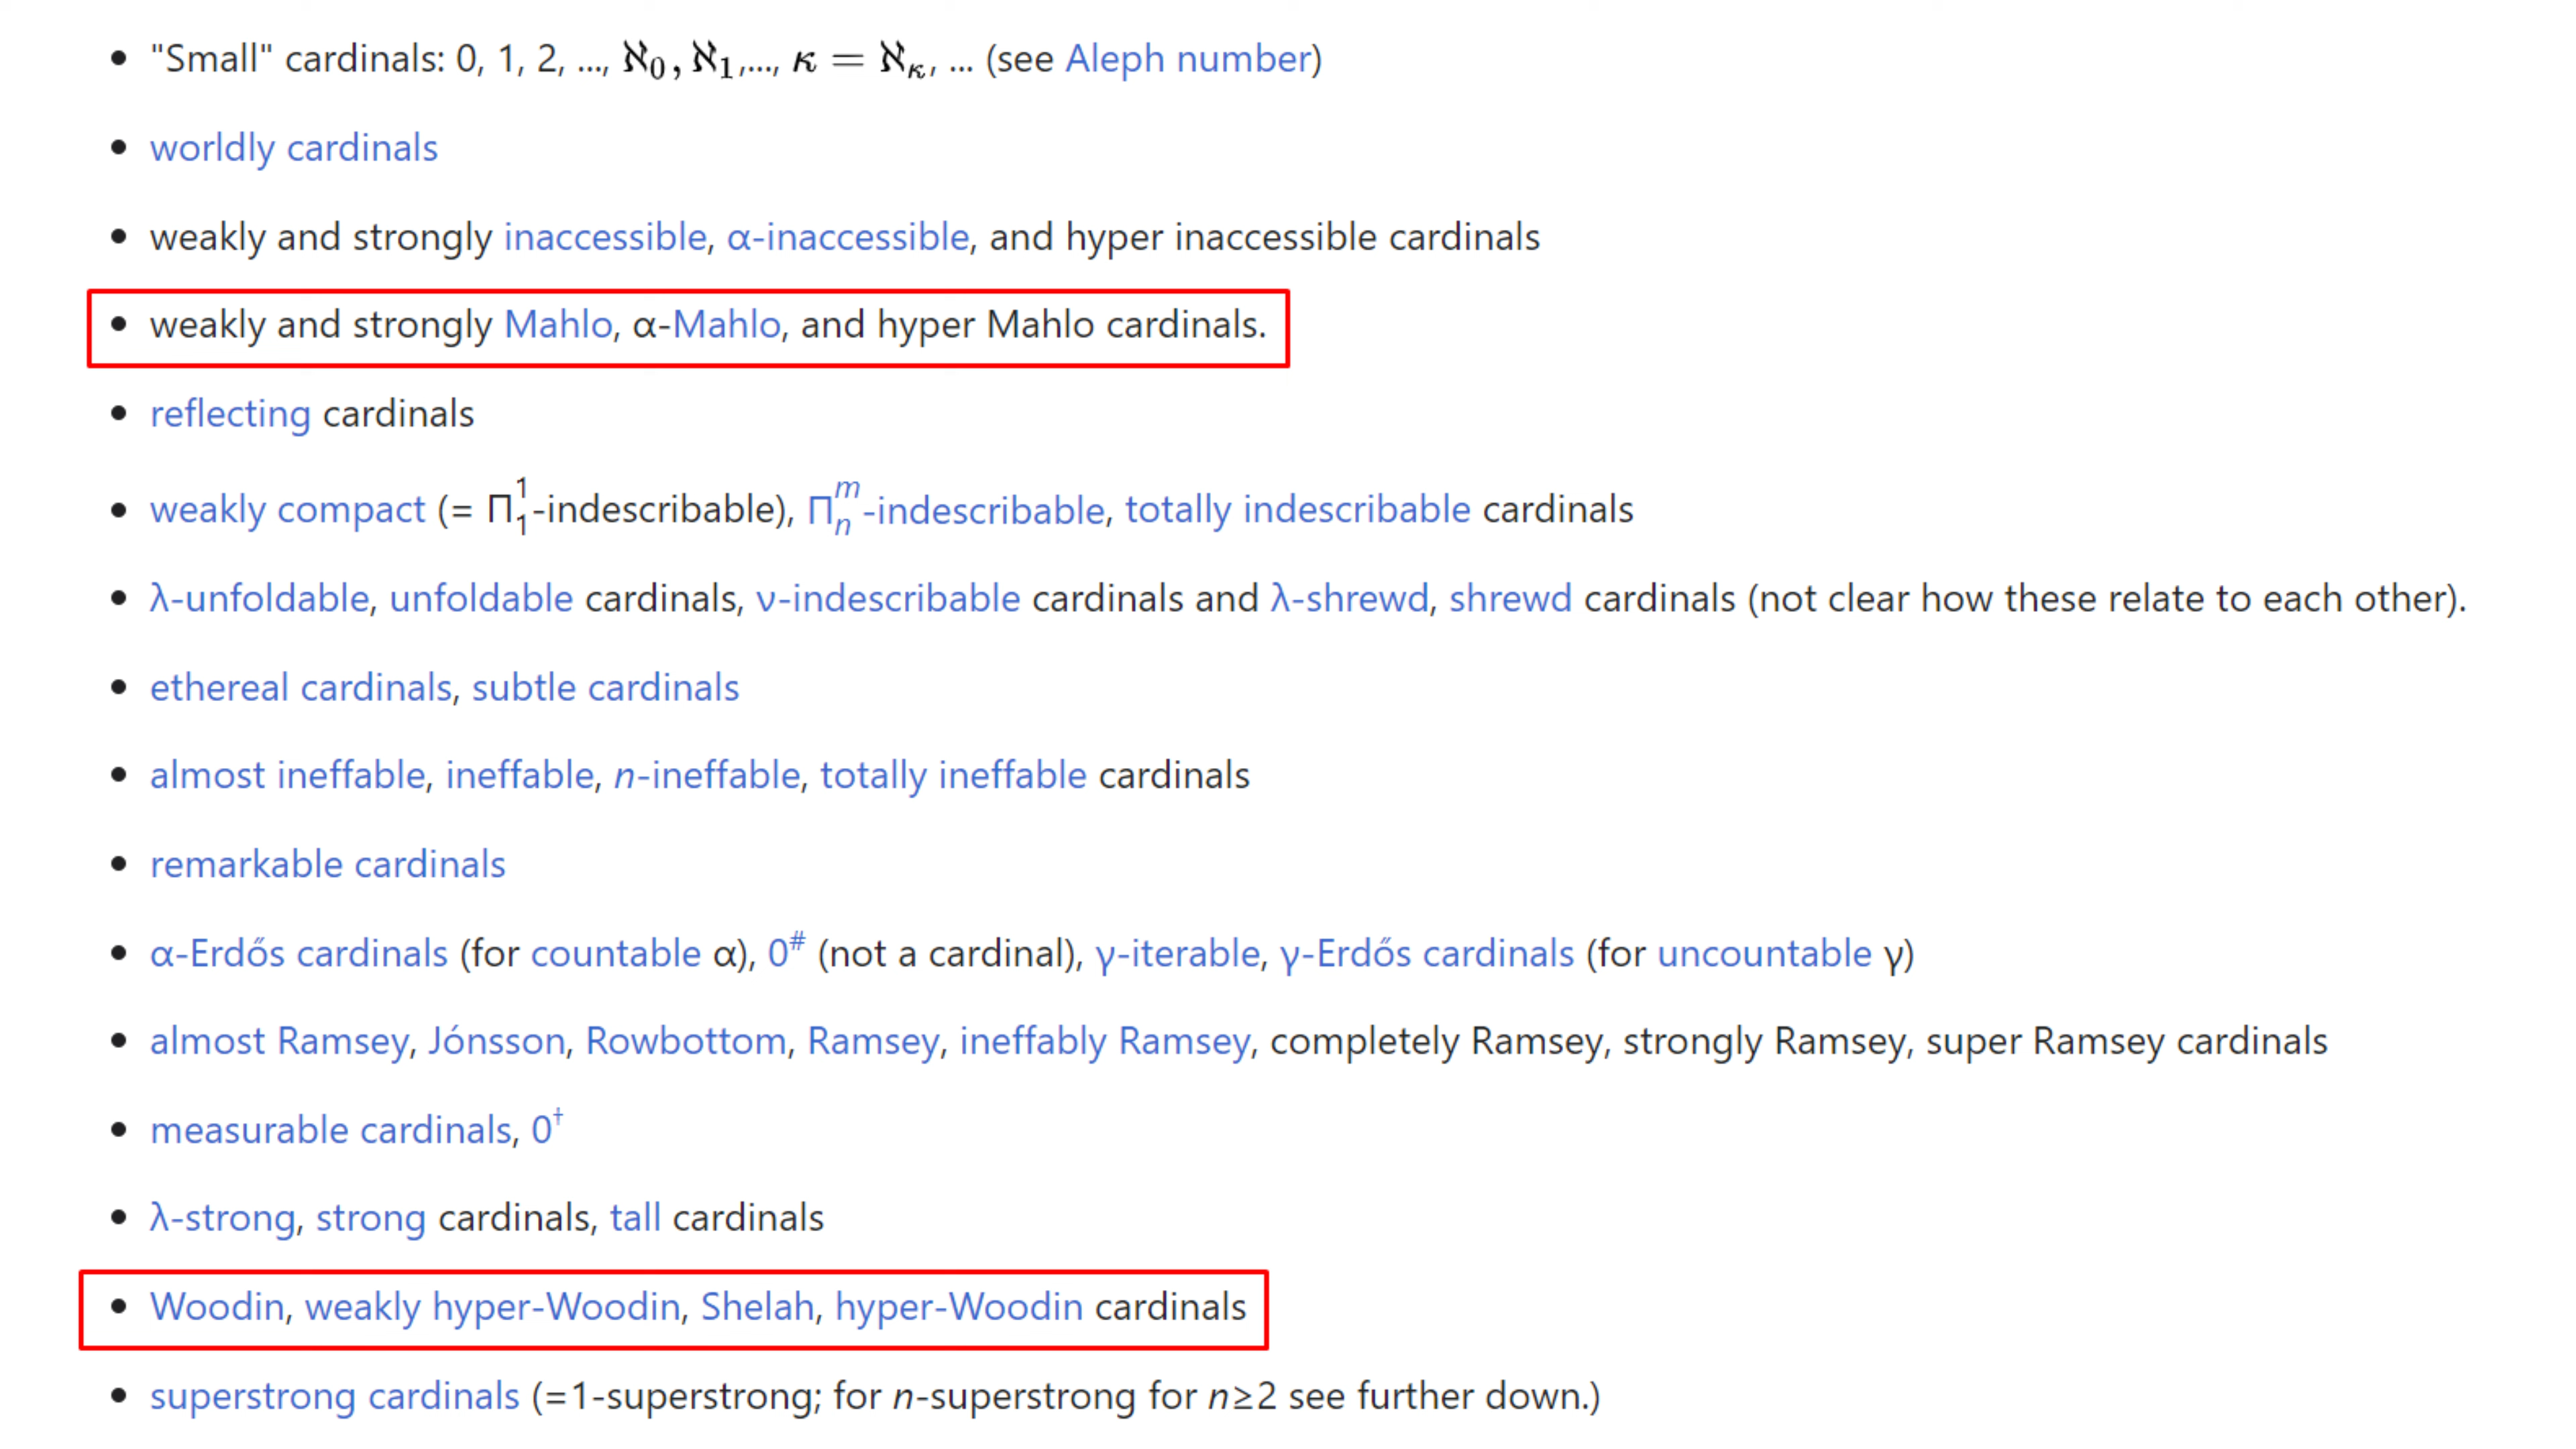 • "Small" cardinals: 0, 1, 2, ..., ℵ₀, ℵ₁,..., κ = ℵ_κ, ... (see Aleph number)
• worldly cardinals
• weakly and strongly inaccessible, α-inaccessible, and hyper inaccessible cardinals
• weakly and strongly Mahlo, α-Mahlo, and hyper Mahlo cardinals.
• reflecting cardinals
• weakly compact (= Π¹₁-indescribable), Πᵐₙ-indescribable, totally indescribable cardinals
• λ-unfoldable, unfoldable cardinals, ν-indescribable cardinals and λ-shrewd, shrewd cardinals (not clear how these relate to each other).
• ethereal cardinals, subtle cardinals
• almost ineffable, ineffable, n-ineffable, totally ineffable cardinals
• remarkable cardinals
• α-Erdős cardinals (for countable α), 0# (not a cardinal), γ-iterable, γ-Erdős cardinals (for uncountable γ)
• almost Ramsey, Jónsson, Rowbottom, Ramsey, ineffably Ramsey, completely Ramsey, strongly Ramsey, super Ramsey cardinals
• measurable cardinals, 0†
• λ-strong, strong cardinals, tall cardinals
• Woodin, weakly hyper-Woodin, Shelah, hyper-Woodin cardinals
• superstrong cardinals (=1-superstrong; for n-superstrong for n≥2 see further down.)